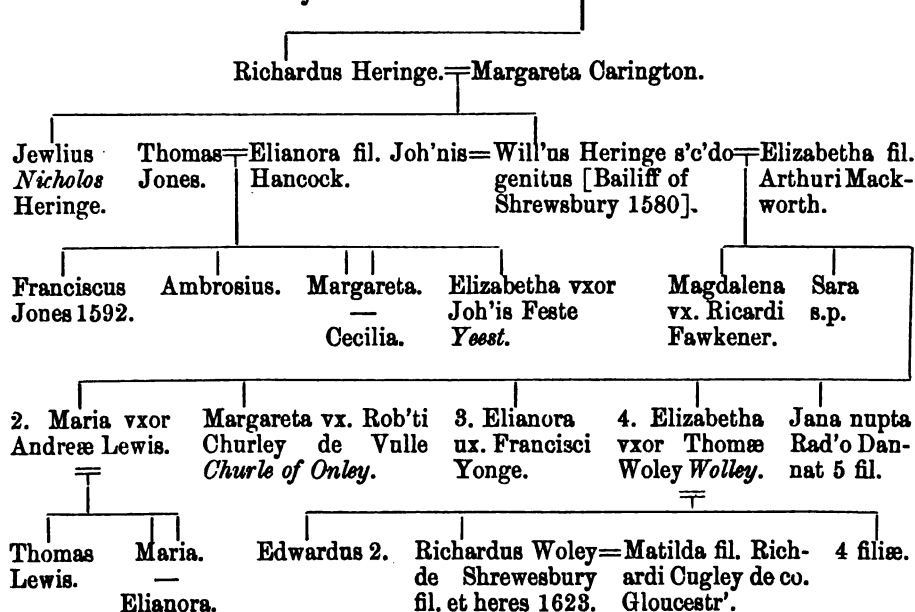 Richardus Heringe.=Margareta Carington.
Jewlius
Nicholos
Heringe.
Thomas=Elianora fil. Joh'nis=Will'us Heringe s'c'do=Elizabetha fil.
Jones.
Hancock.
genitus [Bailiff of
Shrewsbury 1580].
Arthuri Mack-
worth.
Franciscus
Jones 1592.
Ambrosius.
Margareta.
—
Cecilia.
Elizabetha vxor
Joh'is Feste
Yeest.
Magdalena
vx. Ricardi
Fawkener.
Sara
s.p.
2. Maria vxor
Andreæ Lewis.
Margareta vx. Rob'ti
Churley de Vulle
Churle of Onley.
3. Elianora
ux. Francisci
Yonge.
4. Elizabetha
vxor Thomæ
Woley Wolley.
Jana nupta
Rad'o Dan-
nat 5 fil.
Thomas
Lewis.
Maria.
—
Elianora.
Edwardus 2.
Richardus Woley=Matilda fil. Rich-
de Shrewesbury
fil. et heres 1623.
ardi Cugley de co.
Gloucestr'.
4 filiæ.